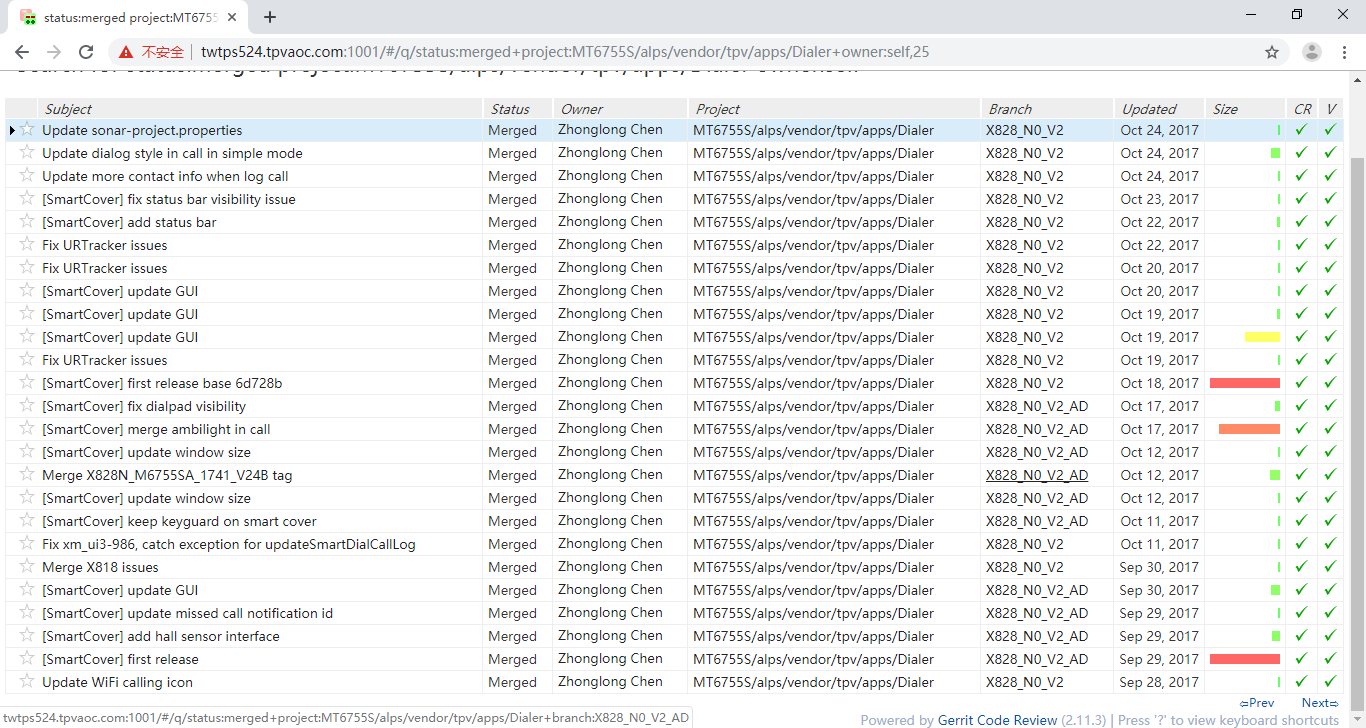 status:merged project:MT6755S
不安全 twtps524.tpvaoc.com:1001/#/q/status:merged+project:MT6755S/alps/vendor/tpv/apps/Dialer+owner:self,25
Search for status:merged project:MT6755S/alps/vendor/tpv/apps/Dialer owner:self
Subject Status Owner Project Branch Updated Size CR V
Update sonar-project.properties Merged Zhonglong Chen MT6755S/alps/vendor/tpv/apps/Dialer X828_N0_V2 Oct 24, 2017
Update dialog style in call in simple mode Merged Zhonglong Chen MT6755S/alps/vendor/tpv/apps/Dialer X828_N0_V2 Oct 24, 2017
Update more contact info when log call Merged Zhonglong Chen MT6755S/alps/vendor/tpv/apps/Dialer X828_N0_V2 Oct 24, 2017
[SmartCover] fix status bar visibility issue Merged Zhonglong Chen MT6755S/alps/vendor/tpv/apps/Dialer X828_N0_V2 Oct 23, 2017
[SmartCover] add status bar Merged Zhonglong Chen MT6755S/alps/vendor/tpv/apps/Dialer X828_N0_V2 Oct 22, 2017
Fix URTracker issues Merged Zhonglong Chen MT6755S/alps/vendor/tpv/apps/Dialer X828_N0_V2 Oct 22, 2017
Fix URTracker issues Merged Zhonglong Chen MT6755S/alps/vendor/tpv/apps/Dialer X828_N0_V2 Oct 20, 2017
[SmartCover] update GUI Merged Zhonglong Chen MT6755S/alps/vendor/tpv/apps/Dialer X828_N0_V2 Oct 20, 2017
[SmartCover] update GUI Merged Zhonglong Chen MT6755S/alps/vendor/tpv/apps/Dialer X828_N0_V2 Oct 19, 2017
[SmartCover] update GUI Merged Zhonglong Chen MT6755S/alps/vendor/tpv/apps/Dialer X828_N0_V2 Oct 19, 2017
Fix URTracker issues Merged Zhonglong Chen MT6755S/alps/vendor/tpv/apps/Dialer X828_N0_V2 Oct 19, 2017
[SmartCover] first release base 6d728b Merged Zhonglong Chen MT6755S/alps/vendor/tpv/apps/Dialer X828_N0_V2 Oct 18, 2017
[SmartCover] fix dialpad visibility Merged Zhonglong Chen MT6755S/alps/vendor/tpv/apps/Dialer X828_N0_V2_AD Oct 17, 2017
[SmartCover] merge ambilight in call Merged Zhonglong Chen MT6755S/alps/vendor/tpv/apps/Dialer X828_N0_V2_AD Oct 17, 2017
[SmartCover] update window size Merged Zhonglong Chen MT6755S/alps/vendor/tpv/apps/Dialer X828_N0_V2_AD Oct 12, 2017
Merge X828N_M6755SA_1741_V24B tag Merged Zhonglong Chen MT6755S/alps/vendor/tpv/apps/Dialer X828_N0_V2_AD Oct 12, 2017
[SmartCover] update window size Merged Zhonglong Chen MT6755S/alps/vendor/tpv/apps/Dialer X828_N0_V2_AD Oct 12, 2017
[SmartCover] keep keyguard on smart cover Merged Zhonglong Chen MT6755S/alps/vendor/tpv/apps/Dialer X828_N0_V2_AD Oct 11, 2017
Fix xm_ui3-986, catch exception for updateSmartDialCallLog Merged Zhonglong Chen MT6755S/alps/vendor/tpv/apps/Dialer X828_N0_V2 Oct 11, 2017
Merge X818 issues Merged Zhonglong Chen MT6755S/alps/vendor/tpv/apps/Dialer X828_N0_V2 Sep 30, 2017
[SmartCover] update GUI Merged Zhonglong Chen MT6755S/alps/vendor/tpv/apps/Dialer X828_N0_V2_AD Sep 30, 2017
[SmartCover] update missed call notification id Merged Zhonglong Chen MT6755S/alps/vendor/tpv/apps/Dialer X828_N0_V2_AD Sep 29, 2017
[SmartCover] add hall sensor interface Merged Zhonglong Chen MT6755S/alps/vendor/tpv/apps/Dialer X828_N0_V2_AD Sep 29, 2017
[SmartCover] first release Merged Zhonglong Chen MT6755S/alps/vendor/tpv/apps/Dialer X828_N0_V2_AD Sep 29, 2017
Update WiFi calling icon Merged Zhonglong Chen MT6755S/alps/vendor/tpv/apps/Dialer X828_N0_V2 Sep 28, 2017
⇦Prev Next⇨
twtps524.tpvaoc.com:1001/#/q/status:merged+project:MT6755S/alps/vendor/tpv/apps/Dialer+branch:X828_N0_V2_AD
Powered by Gerrit Code Review (2.11.3) | Press '?' to view keyboard shortcuts